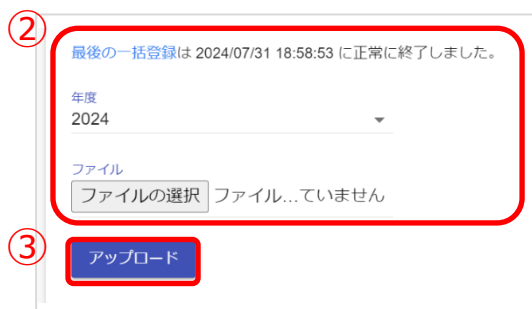 ②
最後の一括登録は 2024/07/31 18:58:53 に正常に終了しました。
年度
2024
ファイル
ファイルの選択 ファイル...ていません
③
アップロード